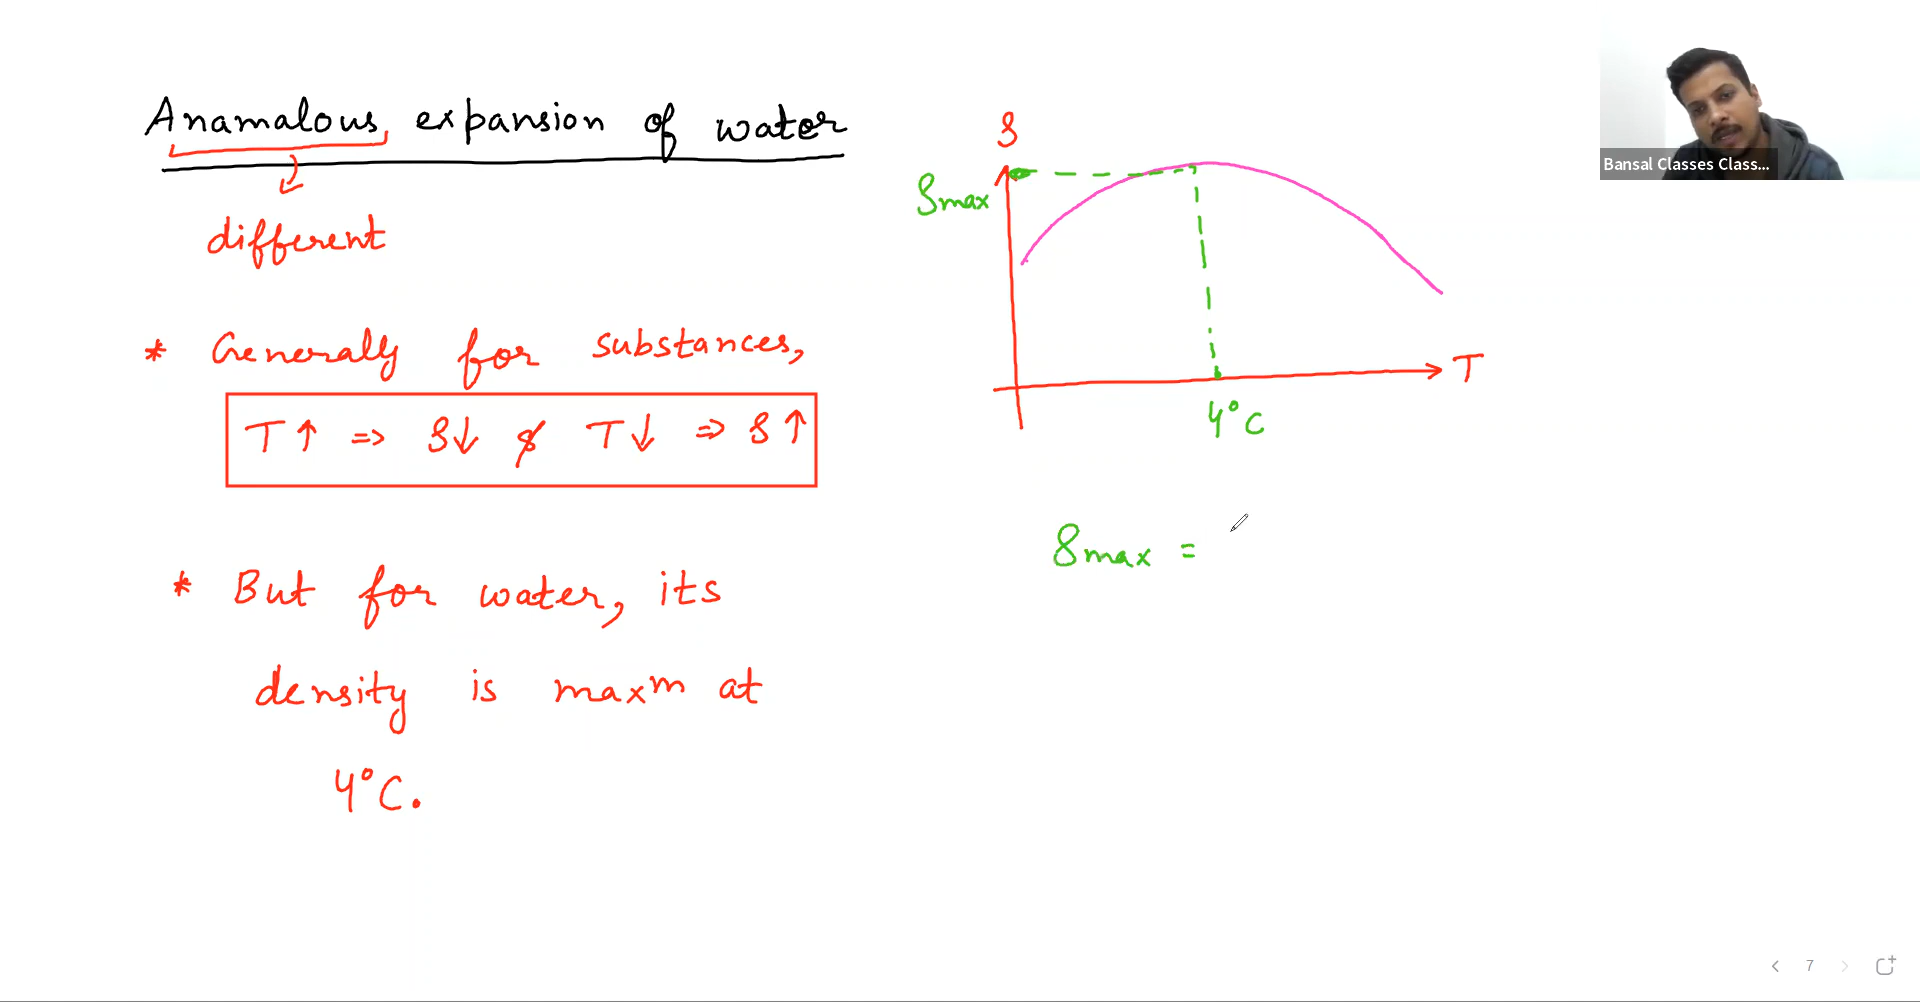 Anamalous expansion of water
different
* Generally for substances,
T↑ ⇒ ρ↓ & T↓ ⇒ ρ↑
* But for water, its
density is maxm at
4°C.
ρ
ρmax
T
4°C
ρmax =
Bansal Classes Class...
7